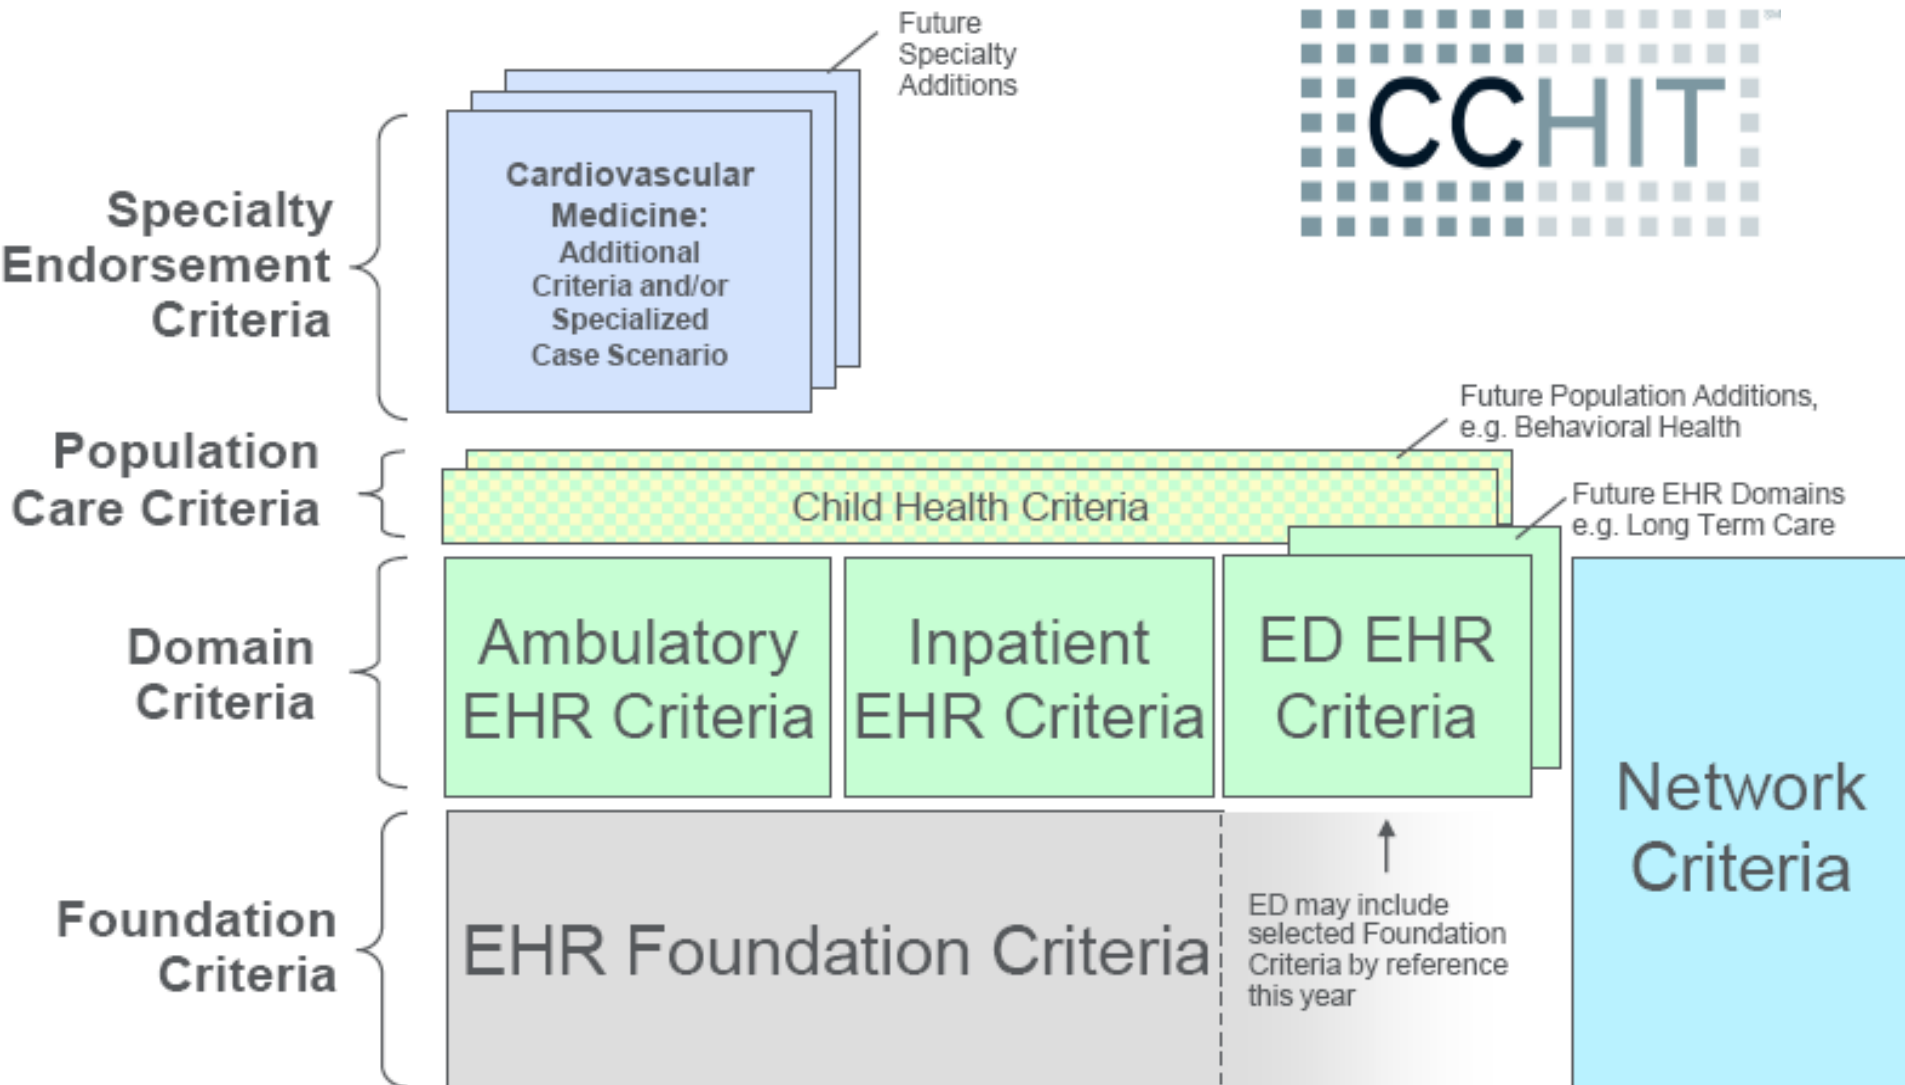 Future
Specialty
Additions
CCHIT
Specialty
Endorsement
Criteria
Cardiovascular
Medicine:
Additional
Criteria and/or
Specialized
Case Scenario
Population
Care Criteria
Future Population Additions,
e.g. Behavioral Health
Child Health Criteria
Future EHR Domains
e.g. Long Term Care
Domain
Criteria
Ambulatory
EHR Criteria
Inpatient
EHR Criteria
ED EHR
Criteria
Network
Criteria
Foundation
Criteria
EHR Foundation Criteria
ED may include
selected Foundation
Criteria by reference
this year